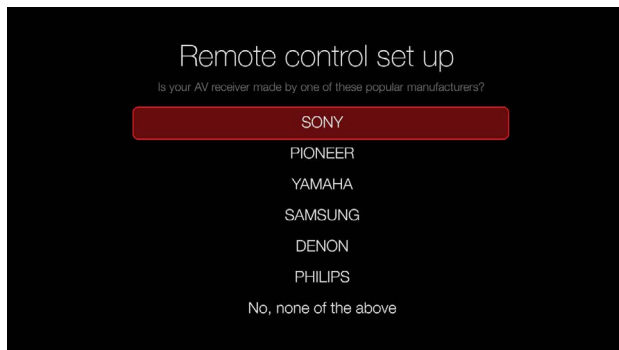 Remote control set up
Is your AV receiver made by one of these popular manufacturers?
SONY
PIONEER
YAMAHA
SAMSUNG
DENON
PHILIPS
No, none of the above